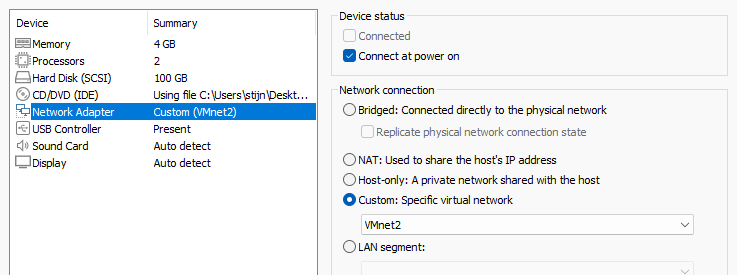 Device Summary
Memory 4 GB
Processors 2
Hard Disk (SCSI) 100 GB
CD/DVD (IDE) Using file C:\Users\stijn\Deskt...
Network Adapter Custom (VMnet2)
USB Controller Present
Sound Card Auto detect
Display Auto detect
Device status
Connected
Connect at power on
Network connection
Bridged: Connected directly to the physical network
Replicate physical network connection state
NAT: Used to share the host's IP address
Host-only: A private network shared with the host
Custom: Specific virtual network
VMnet2
LAN segment: